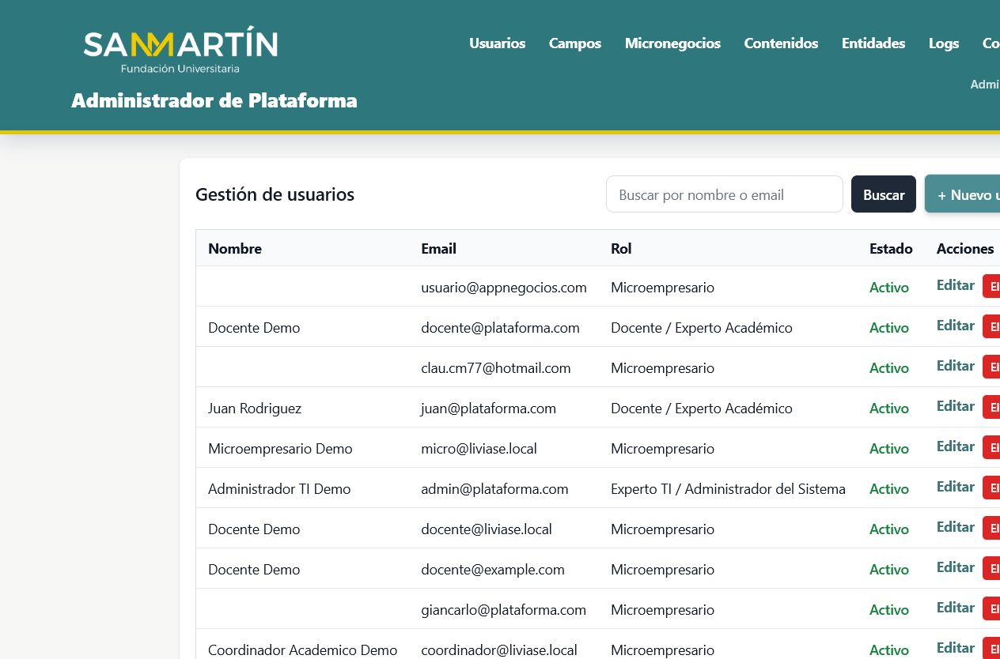 SANMARTÍN
Fundación Universitaria
Administrador de Plataforma
Usuarios Campos Micronegocios Contenidos Entidades Logs Co
Admi
Gestión de usuarios
Buscar por nombre o email
Buscar
+ Nuevo u
Nombre Email Rol Estado Acciones
usuario@appnegocios.com Microempresario Activo Editar El
Docente Demo docente@plataforma.com Docente / Experto Académico Activo Editar El
clau.cm77@hotmail.com Microempresario Activo Editar El
Juan Rodriguez juan@plataforma.com Docente / Experto Académico Activo Editar El
Microempresario Demo micro@liviase.local Microempresario Activo Editar El
Administrador TI Demo admin@plataforma.com Experto TI / Administrador del Sistema Activo Editar El
Docente Demo docente@liviase.local Microempresario Activo Editar El
Docente Demo docente@example.com Microempresario Activo Editar El
giancarlo@plataforma.com Microempresario Activo Editar El
Coordinador Academico Demo coordinador@liviase.local Microempresario Activo Editar El